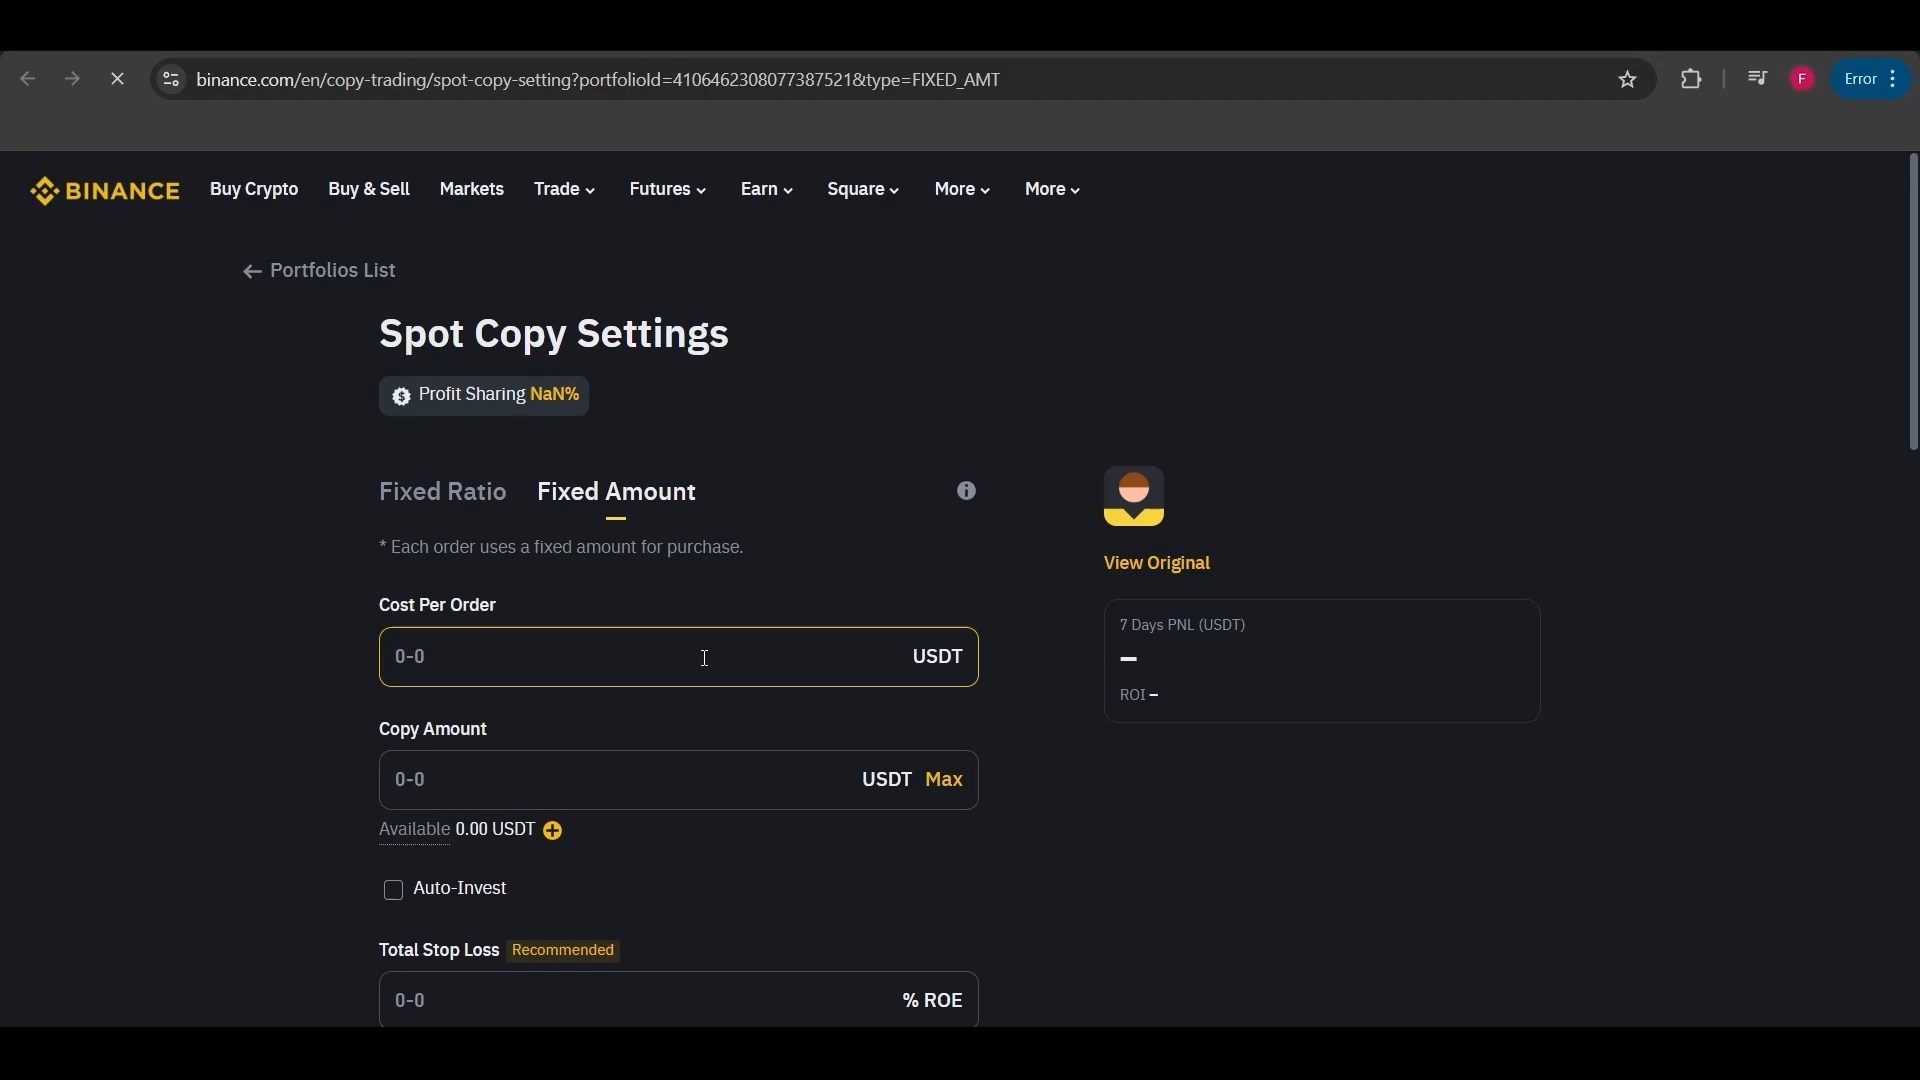 binance.com/en/copy-trading/spot-copy-setting?portfolioId=4106462308077387521&type=FIXED_AMT
F
Error
BINANCE
Buy Crypto
Buy & Sell
Markets
Trade
Futures
Earn
Square
More
More
Portfolios List
Spot Copy Settings
Profit Sharing NaN%
Fixed Ratio
Fixed Amount
* Each order uses a fixed amount for purchase.
View Original
Cost Per Order
0-0
USDT
7 Days PNL (USDT)
–
ROI –
Copy Amount
0-0
USDT Max
Available 0.00 USDT
Auto-Invest
Total Stop Loss Recommended
0-0
% ROE